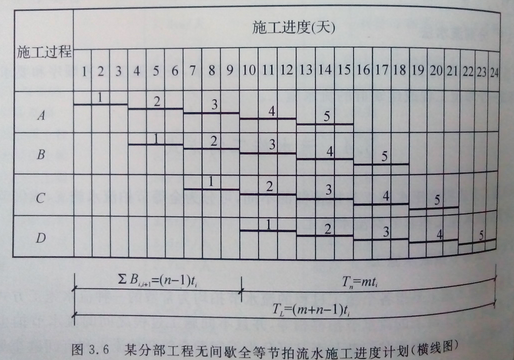 施工过程
施工进度(天)
1 2 3 4 5 6 7 8 9 10 11 12 13 14 15 16 17 18 19 20 21 22 23 24
A 1 2 3 4 5
B 1 2 3 4 5
C 1 2 3 4 5
D 1 2 3 4 5
ΣB_{i,i+1}=(n−1)t_i T_n=mt_i
T_L=(m+n−1)t_i
图 3.6 某分部工程无间歇全等节拍流水施工进度计划(横线图)